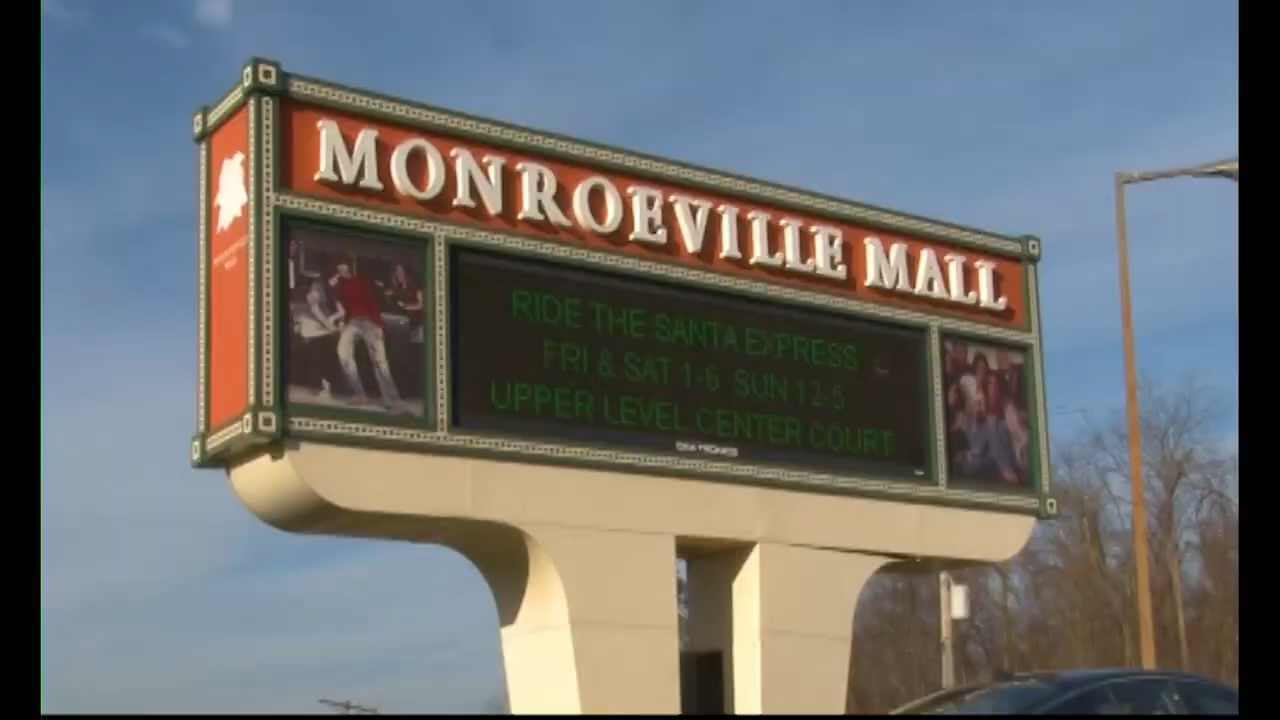 MONROEVILLE MALL
RIDE THE SANTA EXPRESS
FRI & SAT 1-6 SUN 12-5
UPPER LEVEL CENTER COURT